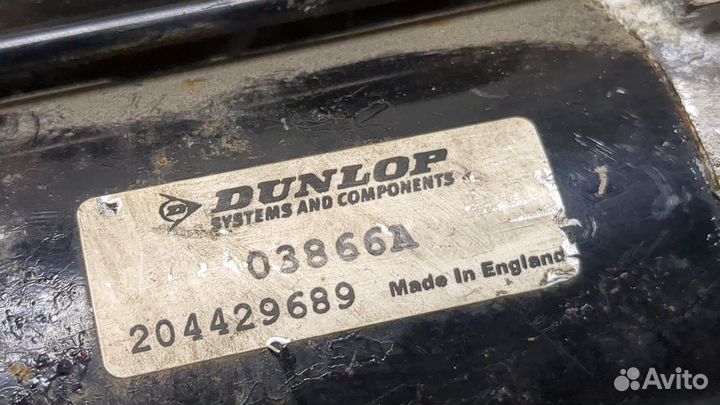 DUNLOP
SYSTEMS AND COMPONENTS
03866A
204429689 Made In England
Avito